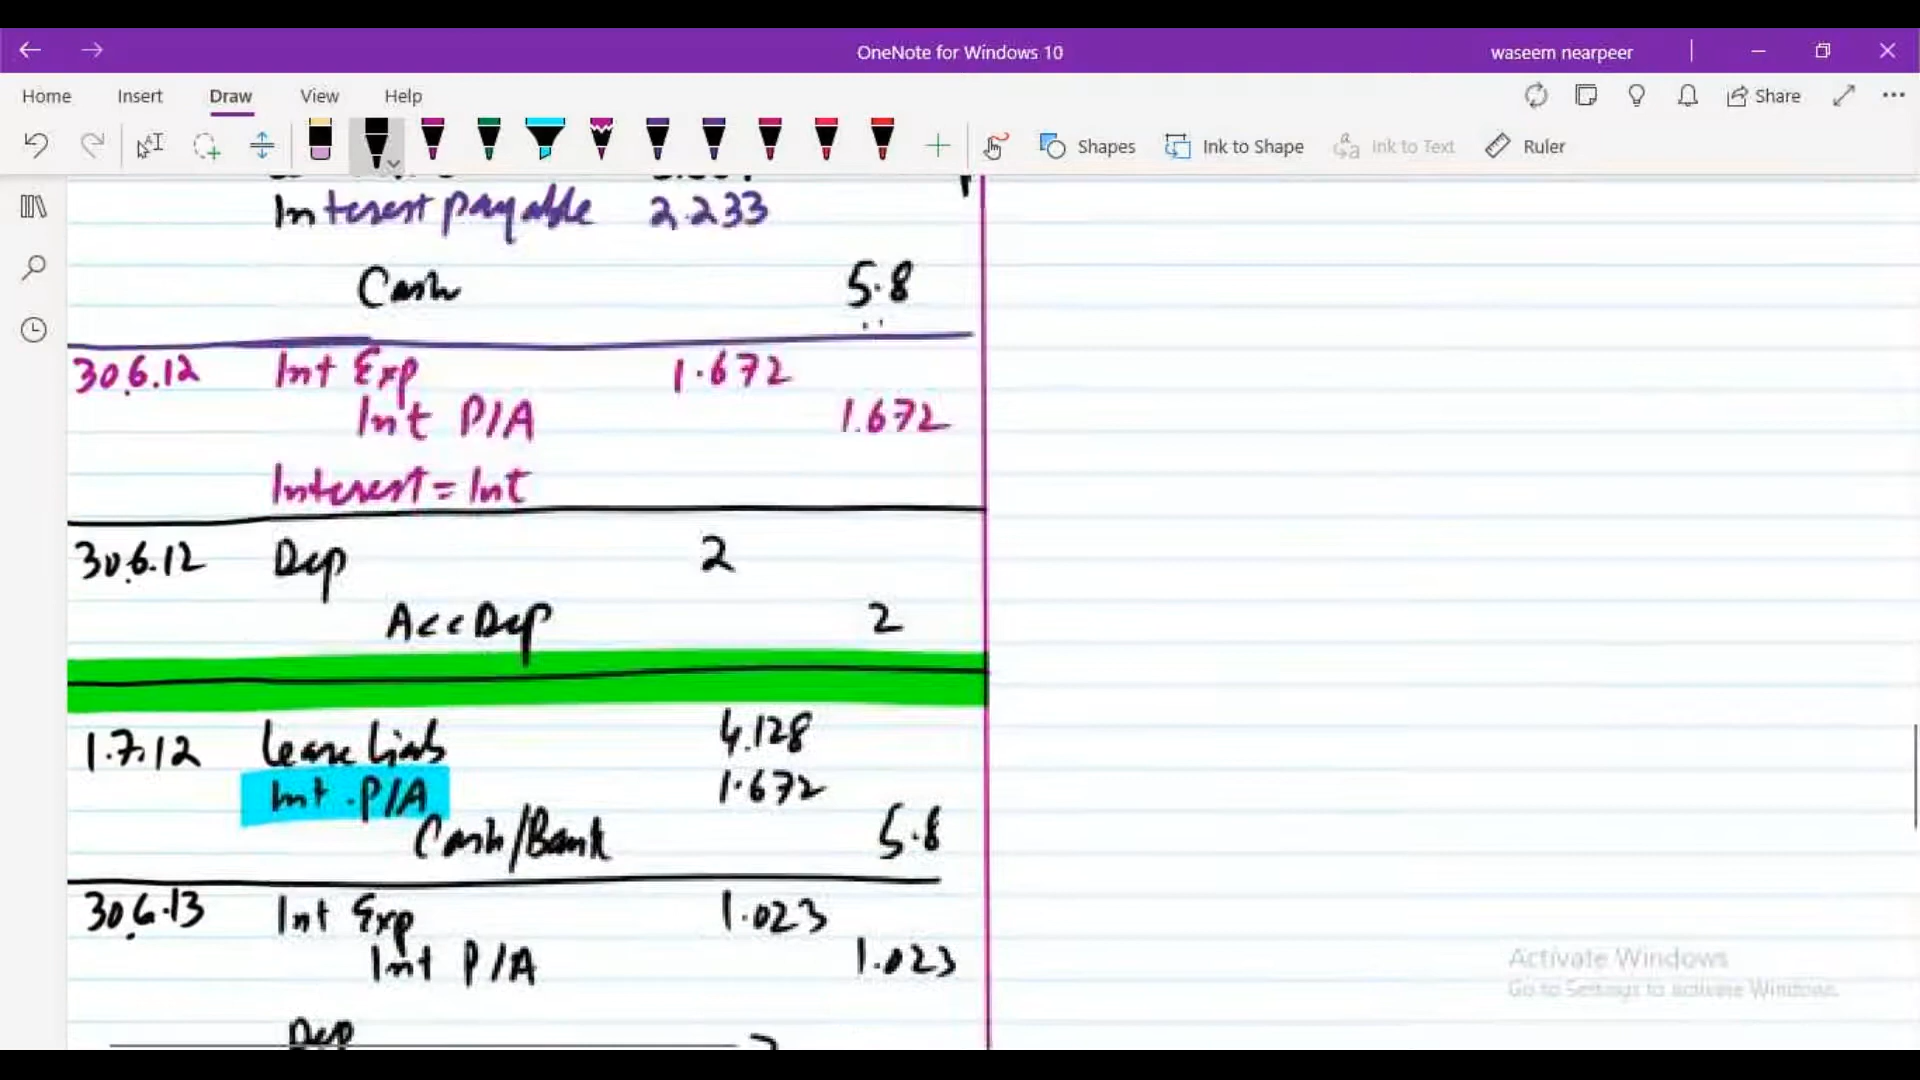 OneNote for Windows 10
waseem nearpeer
Home Insert Draw View Help
Share
Shapes Ink to Shape Ink to Text Ruler
Interest payable 2.233
Cash 5.8
30.6.12 Int Exp 1.672
Int P/A 1.672
Interest = Int
30.6.12 Dep 2
Acc Dep 2
1.7.12 Lease Liab 4.128
Int . P/A 1.672
Cash/Bank 5.8
30.6.13 Int Exp 1.023
Int P/A 1.023
Dep 2
Activate Windows
Go to Settings to activate Windows.